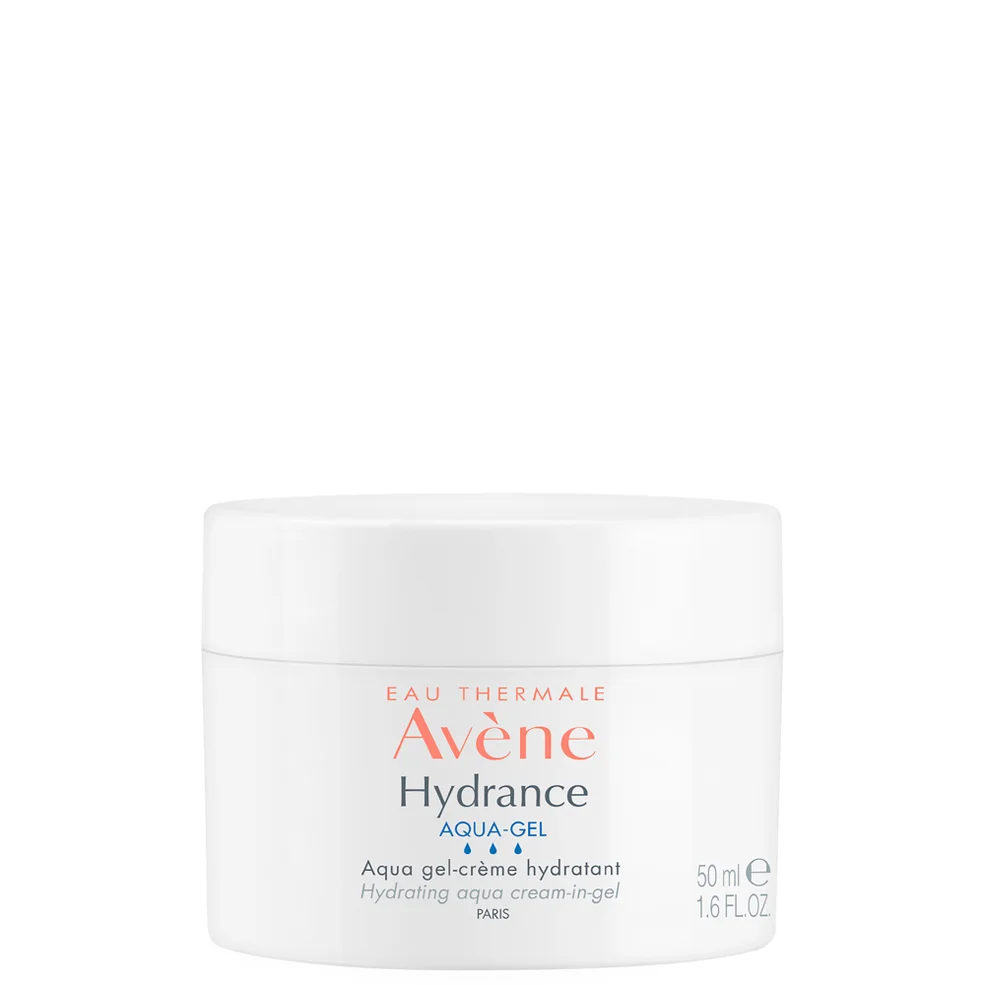 EAU THERMALE
Avène
Hydrance
AQUA-GEL
Aqua gel-crème hydratant
Hydrating aqua cream-in-gel
PARIS
50 ml e
1.6 FL.OZ.